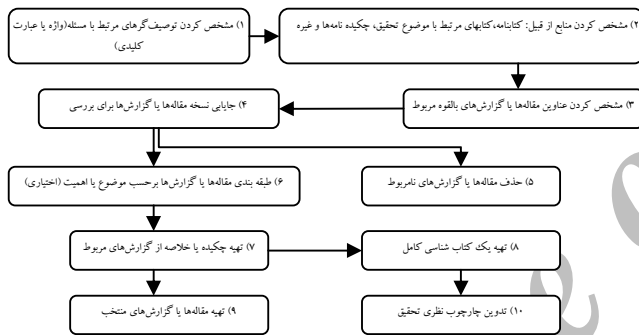 ۱) مشخص کردن توصیف‌گرهای مرتبط با مسئله(واژه یا عبارت
کلیدی)
۲) مشخص کردن منابع از قبیل: کتابنامه،کتابهای مرتبط با موضوع تحقیق، چکیده نامه‌ها و غیره
۳) مشخص کردن عناوین مقاله‌ها یا گزارش‌های بالقوه مربوط
۴) جایابی نسخه مقاله‌ها یا گزارش‌ها برای بررسی
۵) حذف مقاله‌ها یا گزارش‌های نامربوط
۶) طبقه بندی مقاله‌ها یا گزارش‌ها برحسب موضوع یا اهمیت (اختیاری)
۷) تهیه چکیده یا خلاصه از گزارش‌های مربوط
۸) تهیه یک کتاب شناسی کامل
۹) تهیه مقاله‌ها یا گزارش‌های منتخب
۱۰) تدوین چارچوب نظری تحقیق